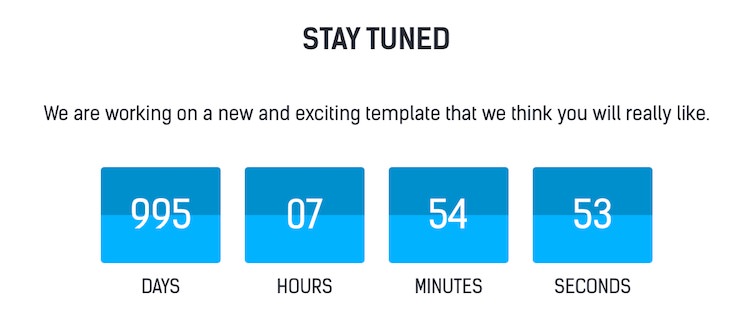 STAY TUNED
We are working on a new and exciting template that we think you will really like.
995 07 54 53
DAYS HOURS MINUTES SECONDS